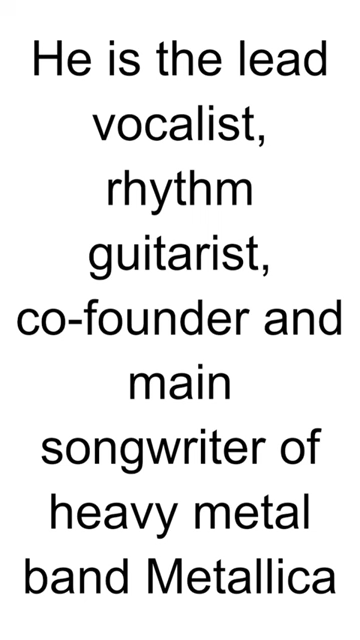 He is the lead
vocalist,
rhythm
guitarist,
co-founder and
main
songwriter of
heavy metal
band Metallica